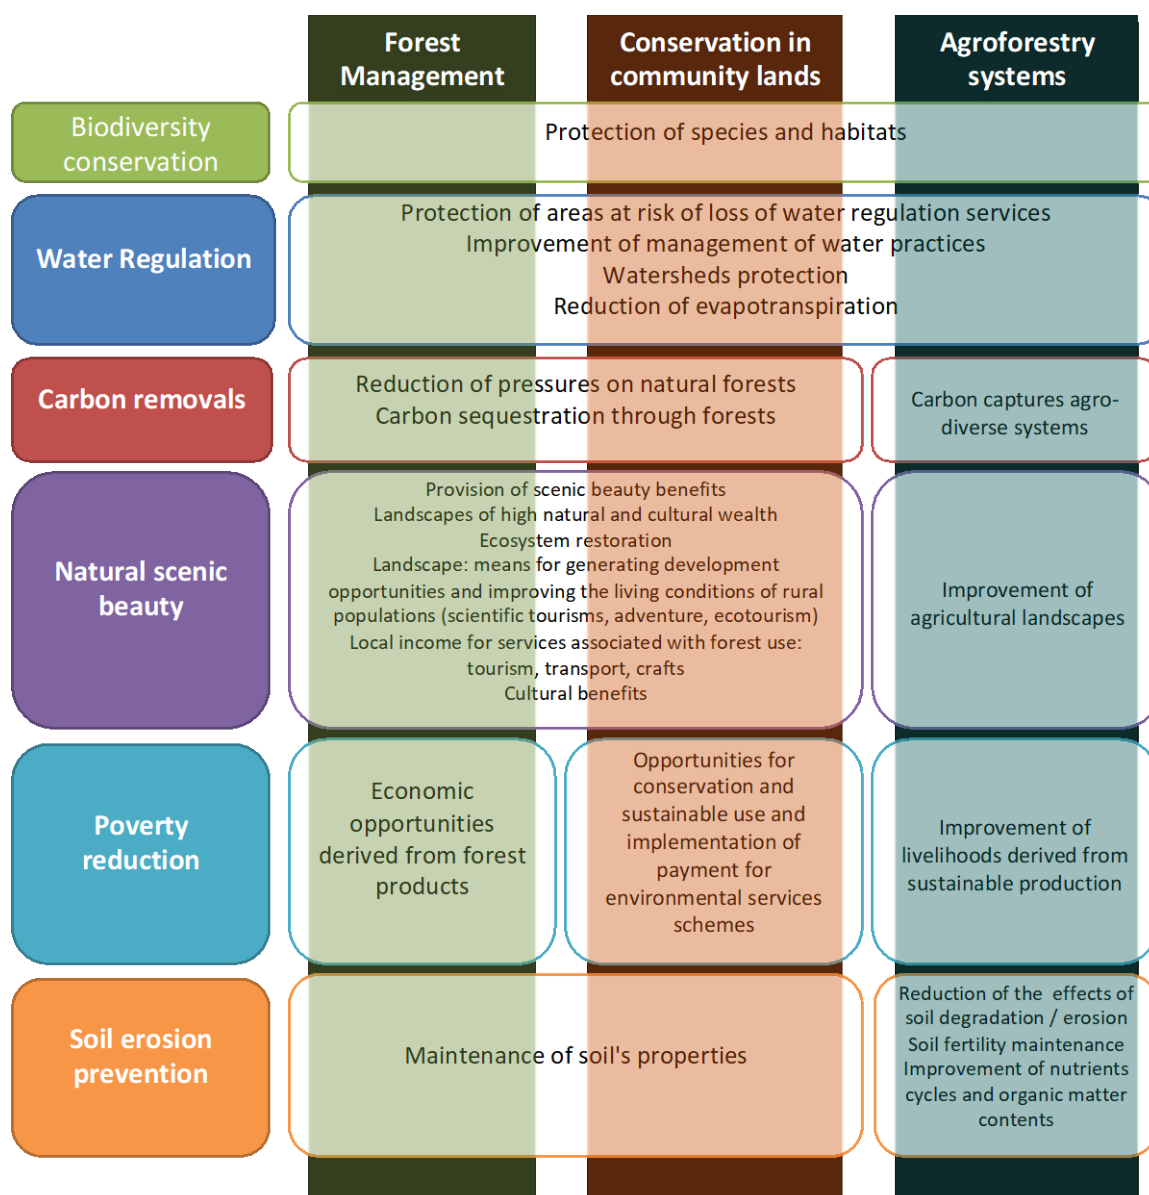 Forest
Management
Conservation in
community lands
Agroforestry
systems
Biodiversity
conservation
Protection of species and habitats
Water Regulation
Protection of areas at risk of loss of water regulation services
Improvement of management of water practices
Watersheds protection
Reduction of evapotranspiration
Carbon removals
Reduction of pressures on natural forests
Carbon sequestration through forests
Carbon captures agro-
diverse systems
Natural scenic
beauty
Provision of scenic beauty benefits
Landscapes of high natural and cultural wealth
Ecosystem restoration
Landscape: means for generating development
opportunities and improving the living conditions of rural
populations (scientific tourisms, adventure, ecotourism)
Local income for services associated with forest use:
tourism, transport, crafts
Cultural benefits
Improvement of
agricultural landscapes
Poverty
reduction
Economic
opportunities
derived from forest
products
Opportunities for
conservation and
sustainable use and
implementation of
payment for
environmental services
schemes
Improvement of
livelihoods derived from
sustainable production
Soil erosion
prevention
Maintenance of soil's properties
Reduction of the effects of
soil degradation / erosion
Soil fertility maintenance
Improvement of nutrients
cycles and organic matter
contents